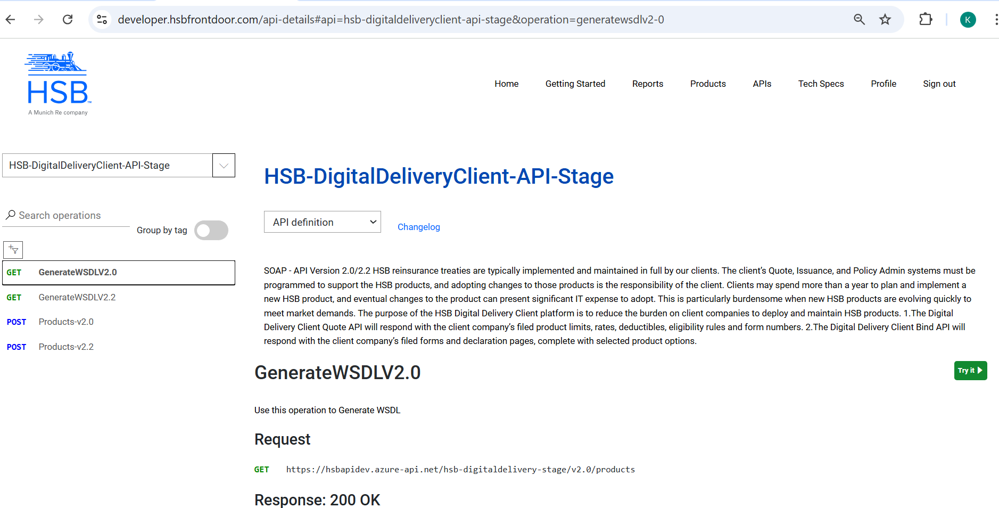 developer.hsbfrontdoor.com/api-details#api=hsb-digitaldeliveryclient-api-stage&operation=generatewsdlv2-0
K
HSB™
A Munich Re company
Home
Getting Started
Reports
Products
APIs
Tech Specs
Profile
Sign out
HSB-DigitalDeliveryClient-API-Stage
Search operations
Group by tag
GET GenerateWSDLV2.0
GET GenerateWSDLV2.2
POST Products-v2.0
POST Products-v2.2
HSB-DigitalDeliveryClient-API-Stage
API definition
Changelog
SOAP - API Version 2.0/2.2 HSB reinsurance treaties are typically implemented and maintained in full by our clients. The client’s Quote, Issuance, and Policy Admin systems must be
programmed to support the HSB products, and adopting changes to those products is the responsibility of the client. Clients may spend more than a year to plan and implement a
new HSB product, and eventual changes to the product can present significant IT expense to adopt. This is particularly burdensome when new HSB products are evolving quickly to
meet market demands. The purpose of the HSB Digital Delivery Client platform is to reduce the burden on client companies to deploy and maintain HSB products. 1.The Digital
Delivery Client Quote API will respond with the client company’s filed product limits, rates, deductibles, eligibility rules and form numbers. 2.The Digital Delivery Client Bind API will
respond with the client company’s filed forms and declaration pages, complete with selected product options.
GenerateWSDLV2.0
Try it
Use this operation to Generate WSDL
Request
GET https://hsbapidev.azure-api.net/hsb-digitaldelivery-stage/v2.0/products
Response: 200 OK